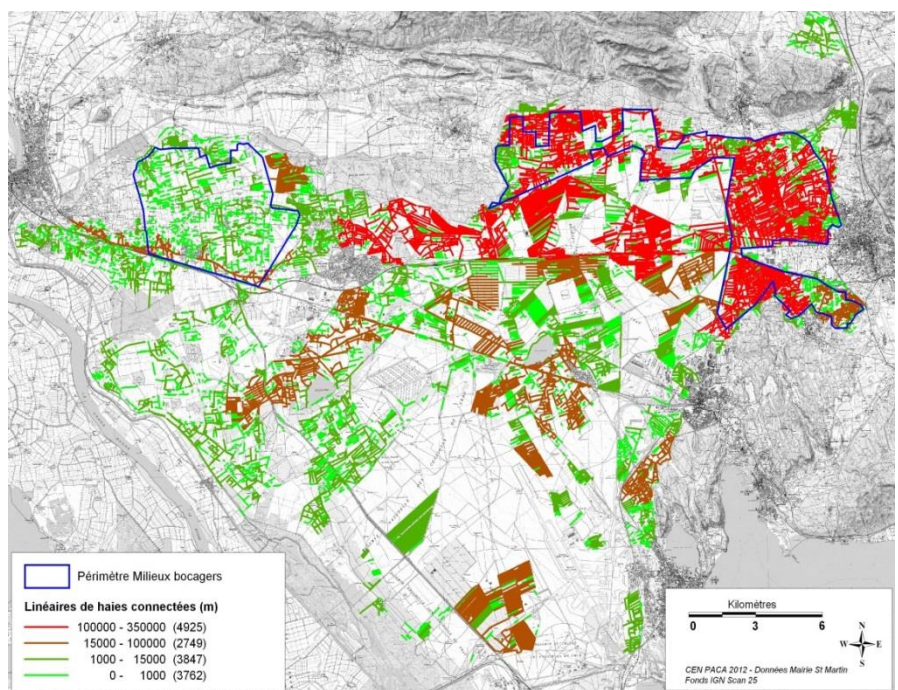 Périmètre Milieux bocagers
Linéaires de haies connectées (m)
100000 - 350000 (4925)
15000 - 100000 (2749)
1000 - 15000 (3847)
0 - 1000 (3762)
Kilomètres
0 3 6
N
W E
S
CEN PACA 2012 - Données Mairie St Martin
Fonds IGN Scan 25